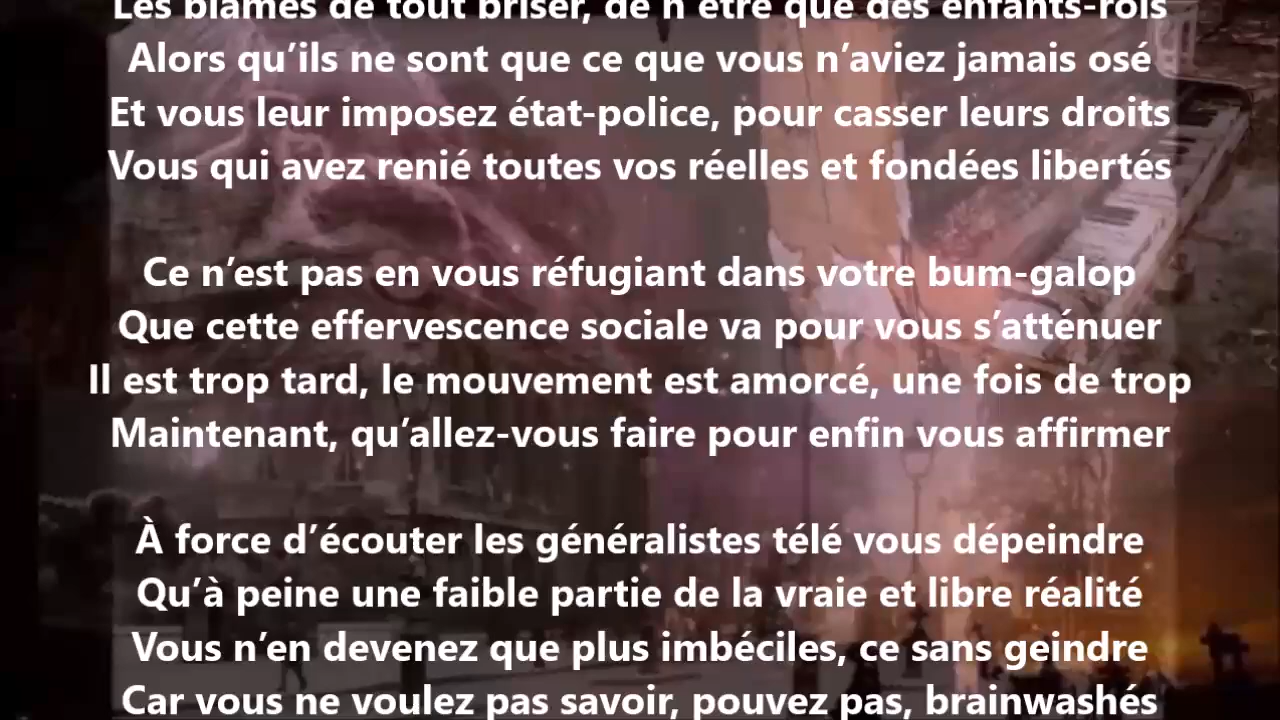 Les blâmes de tout briser, de n'être que des enfants-rois
Alors qu’ils ne sont que ce que vous n’aviez jamais osé
Et vous leur imposez état-police, pour casser leurs droits
Vous qui avez renié toutes vos réelles et fondées libertés
Ce n’est pas en vous réfugiant dans votre bum-galop
Que cette effervescence sociale va pour vous s’atténuer
Il est trop tard, le mouvement est amorcé, une fois de trop
Maintenant, qu’allez-vous faire pour enfin vous affirmer
À force d’écouter les généralistes télé vous dépeindre
Qu’à peine une faible partie de la vraie et libre réalité
Vous n’en devenez que plus imbéciles, ce sans geindre
Car vous ne voulez pas savoir, pouvez pas, brainwashés